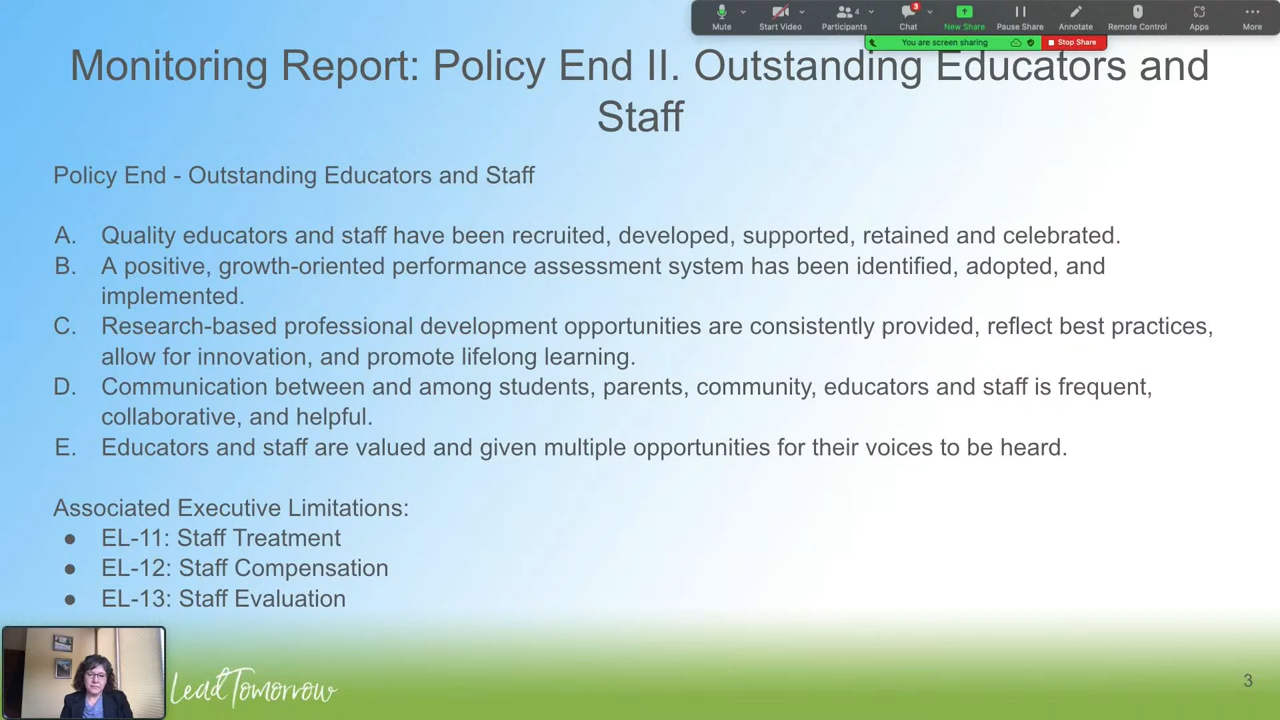 Mute
Start Video
4
Participants
3
Chat
New Share
Pause Share
Annotate
Remote Control
Apps
More
You are screen sharing
Stop Share
Monitoring Report: Policy End II. Outstanding Educators and
Staff
Policy End - Outstanding Educators and Staff
A. Quality educators and staff have been recruited, developed, supported, retained and celebrated.
B. A positive, growth-oriented performance assessment system has been identified, adopted, and
implemented.
C. Research-based professional development opportunities are consistently provided, reflect best practices,
allow for innovation, and promote lifelong learning.
D. Communication between and among students, parents, community, educators and staff is frequent,
collaborative, and helpful.
E. Educators and staff are valued and given multiple opportunities for their voices to be heard.
Associated Executive Limitations:
● EL-11: Staff Treatment
● EL-12: Staff Compensation
● EL-13: Staff Evaluation
Lead Tomorrow
3